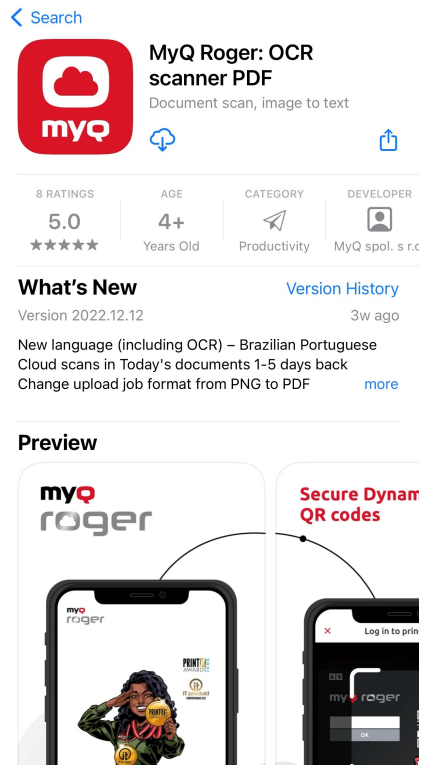 Search
myQ
MyQ Roger: OCR
scanner PDF
Document scan, image to text
8 RATINGS
5.0
AGE
4+
Years Old
CATEGORY
Productivity
DEVELOPER
MyQ spol. s r.o
What's New
Version History
Version 2022.12.12
3w ago
New language (including OCR) – Brazilian Portuguese
Cloud scans in Today's documents 1-5 days back
Change upload job format from PNG to PDF
more
Preview
myQ
roger
myQ
roger
PRINT
AWARDS
IT produkt
Secure Dynam
QR codes
Log in to prin
myQ roger
OK